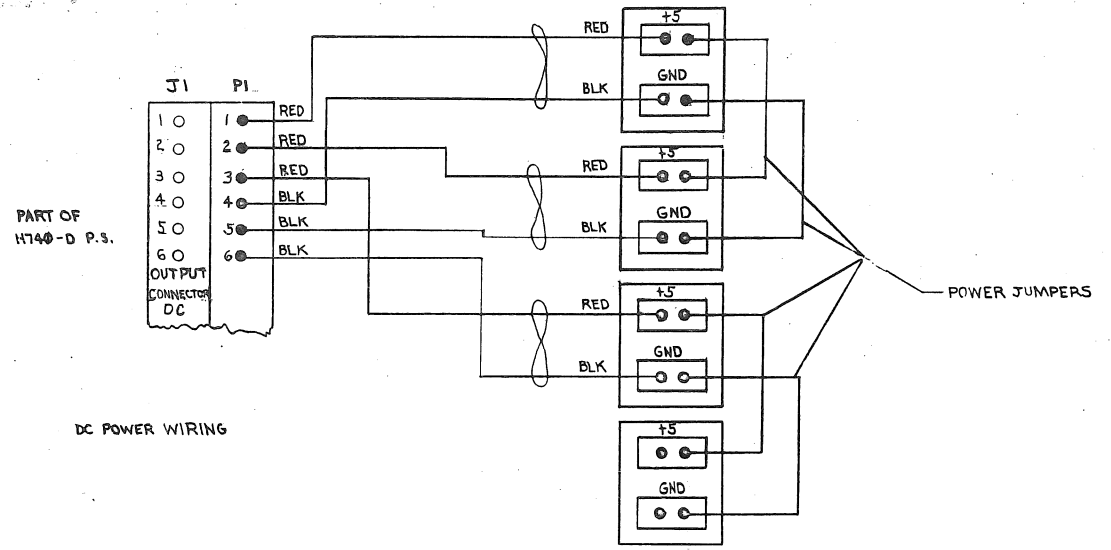 +5
RED
GND
BLK
J1 P1
1 1 RED
2 2 RED
3 3 RED
4 4 BLK
5 5 BLK
6 6 BLK
OUTPUT
CONNECTOR
DC
PART OF
H740-D P.S.
+5
RED
GND
BLK
+5
RED
GND
BLK
POWER JUMPERS
+5
GND
DC POWER WIRING